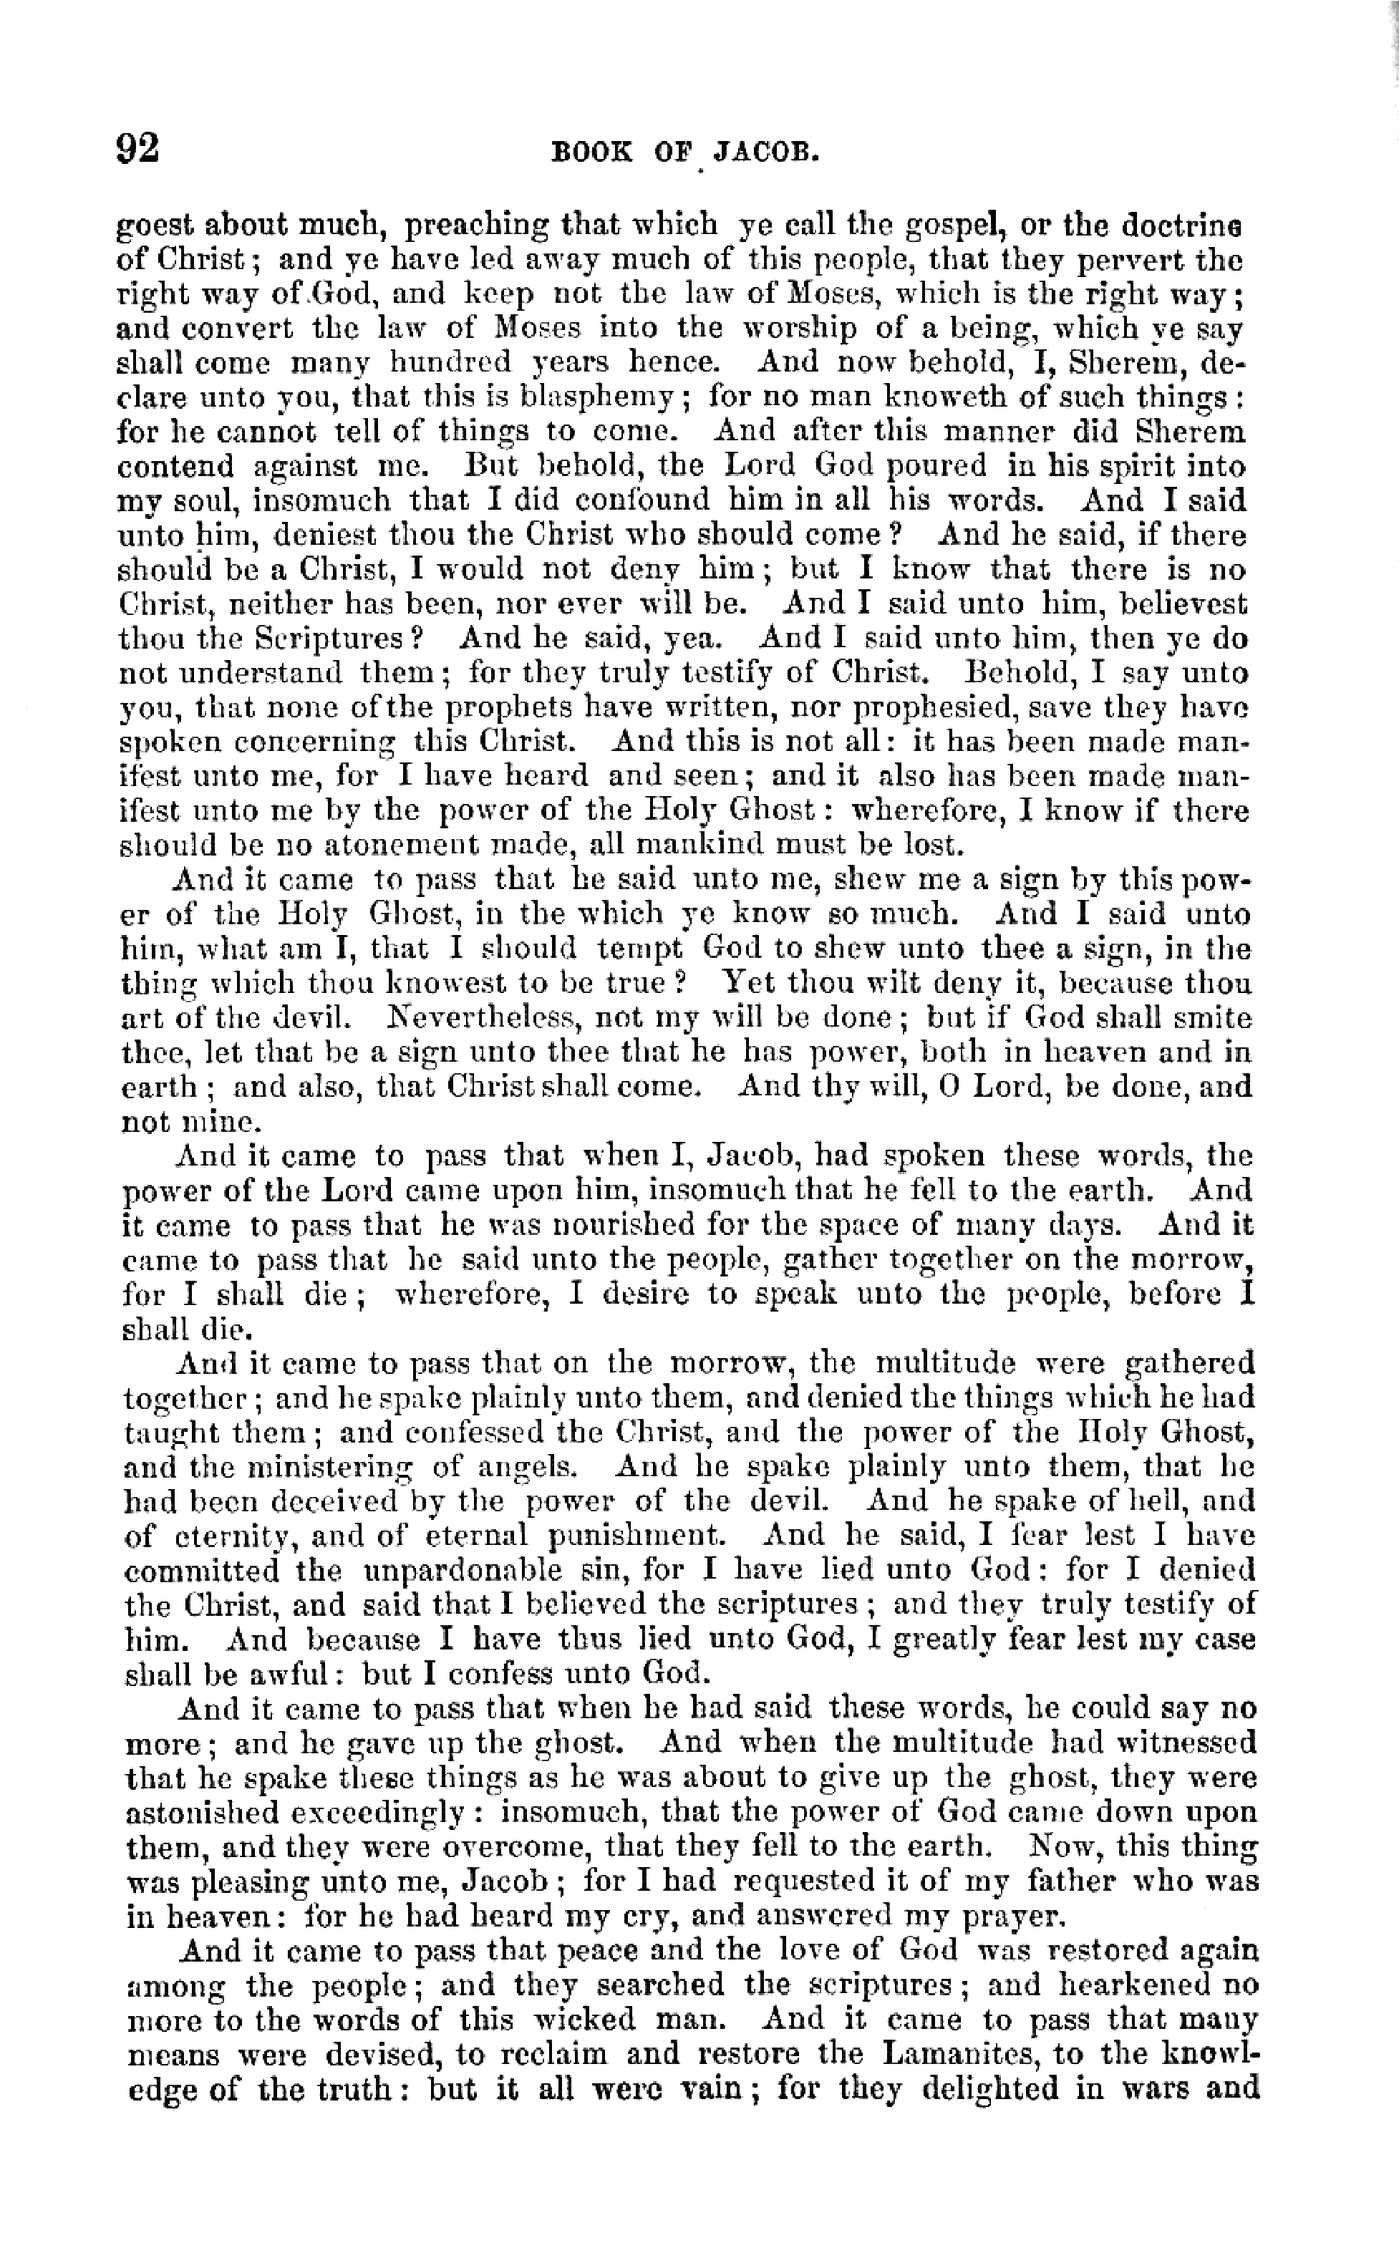 92 BOOK OF JACOB.
goest about much, preaching that which ye call the gospel, or the doctrine
of Christ; and ye have led away much of this people, that they pervert the
right way of God, and keep not the law of Moses, which is the right way;
and convert the law of Moses into the worship of a being, which ye say
shall come many hundred years hence. And now behold, I, Sherem, de-
clare unto you, that this is blasphemy; for no man knoweth of such things:
for he cannot tell of things to come. And after this manner did Sherem
contend against me. But behold, the Lord God poured in his spirit into
my soul, insomuch that I did confound him in all his words. And I said
unto him, deniest thou the Christ who should come? And he said, if there
should be a Christ, I would not deny him; but I know that there is no
Christ, neither has been, nor ever will be. And I said unto him, believest
thou the Scriptures? And he said, yea. And I said unto him, then ye do
not understand them; for they truly testify of Christ. Behold, I say unto
you, that none of the prophets have written, nor prophesied, save they have
spoken concerning this Christ. And this is not all: it has been made man-
ifest unto me, for I have heard and seen; and it also has been made man-
ifest unto me by the power of the Holy Ghost: wherefore, I know if there
should be no atonement made, all mankind must be lost.
And it came to pass that he said unto me, shew me a sign by this pow-
er of the Holy Ghost, in the which ye know so much. And I said unto
him, what am I, that I should tempt God to shew unto thee a sign, in the
thing which thou knowest to be true? Yet thou wilt deny it, because thou
art of the devil. Nevertheless, not my will be done; but if God shall smite
thee, let that be a sign unto thee that he has power, both in heaven and in
earth; and also, that Christ shall come. And thy will, O Lord, be done, and
not mine.
And it came to pass that when I, Jacob, had spoken these words, the
power of the Lord came upon him, insomuch that he fell to the earth. And
it came to pass that he was nourished for the space of many days. And it
came to pass that he said unto the people, gather together on the morrow,
for I shall die; wherefore, I desire to speak unto the people, before I
shall die.
And it came to pass that on the morrow, the multitude were gathered
together; and he spake plainly unto them, and denied the things which he had
taught them; and confessed the Christ, and the power of the Holy Ghost,
and the ministering of angels. And he spake plainly unto them, that he
had been deceived by the power of the devil. And he spake of hell, and
of eternity, and of eternal punishment. And he said, I fear lest I have
committed the unpardonable sin, for I have lied unto God: for I denied
the Christ, and said that I believed the scriptures; and they truly testify of
him. And because I have thus lied unto God, I greatly fear lest my case
shall be awful: but I confess unto God.
And it came to pass that when he had said these words, he could say no
more; and he gave up the ghost. And when the multitude had witnessed
that he spake these things as he was about to give up the ghost, they were
astonished exceedingly: insomuch, that the power of God came down upon
them, and they were overcome, that they fell to the earth. Now, this thing
was pleasing unto me, Jacob; for I had requested it of my father who was
in heaven: for he had heard my cry, and answered my prayer.
And it came to pass that peace and the love of God was restored again
among the people; and they searched the scriptures; and hearkened no
more to the words of this wicked man. And it came to pass that many
means were devised, to reclaim and restore the Lamanites, to the knowl-
edge of the truth: but it all were vain; for they delighted in wars and